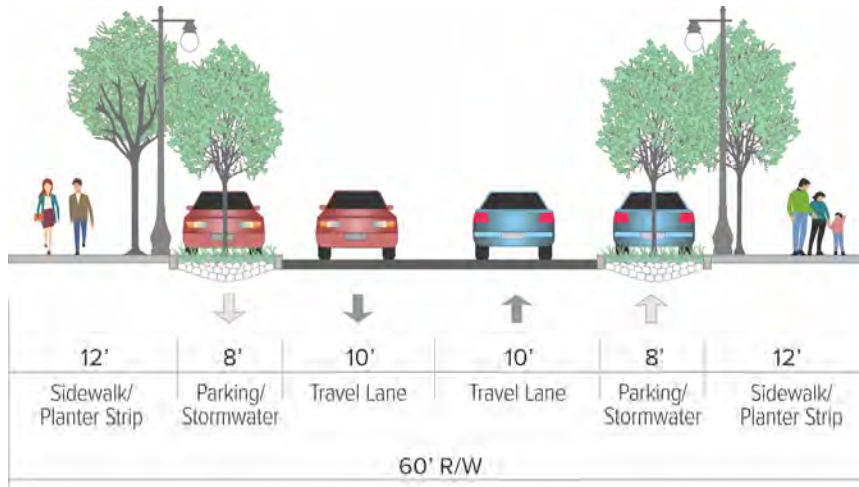 12' 8' 10' 10' 8' 12'
Sidewalk/ Parking/ Travel Lane Travel Lane Parking/ Sidewalk/
Planter Strip Stormwater Stormwater Planter Strip
60' R/W